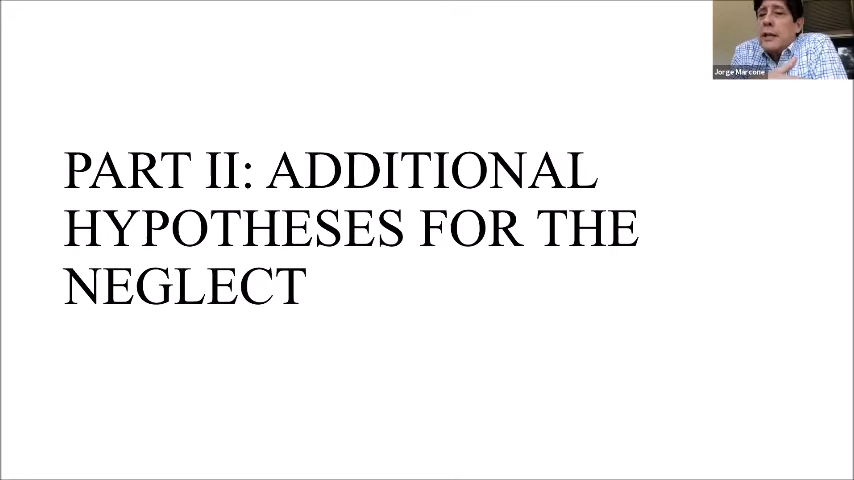 Jorge Marcone
PART II: ADDITIONAL
HYPOTHESES FOR THE
NEGLECT